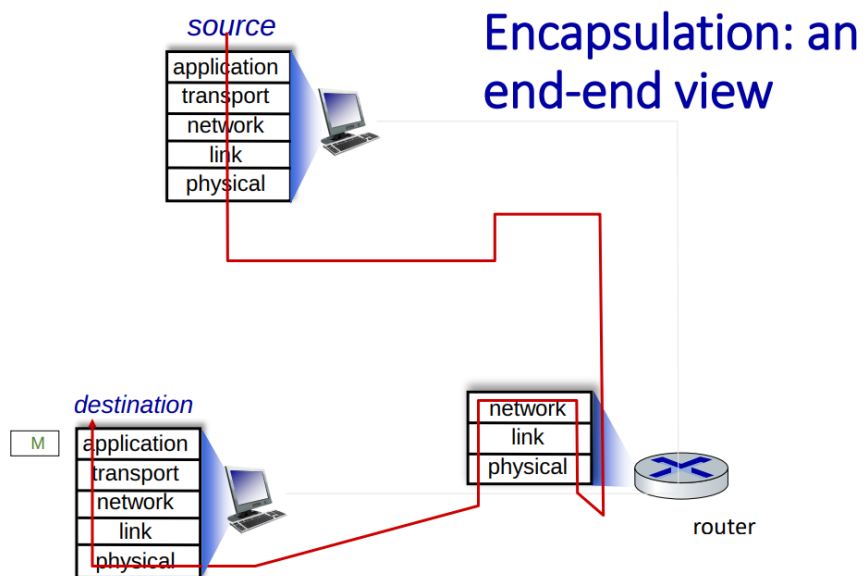 source
Encapsulation: an
end-end view
application
transport
network
link
physical
destination
M
application
transport
network
link
physical
network
link
physical
router